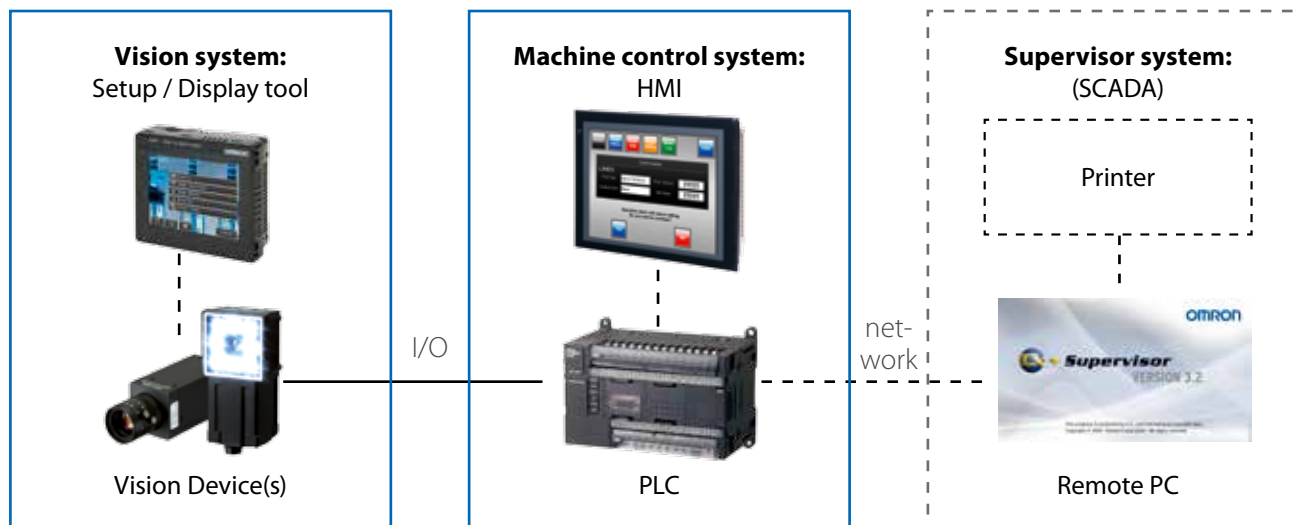 Vision system:
Setup / Display tool
Vision Device(s)
I/O
Machine control system:
HMI
PLC
net-
work
Supervisor system:
(SCADA)
Printer
OMRON
Supervisor
VERSION 3.2
Remote PC